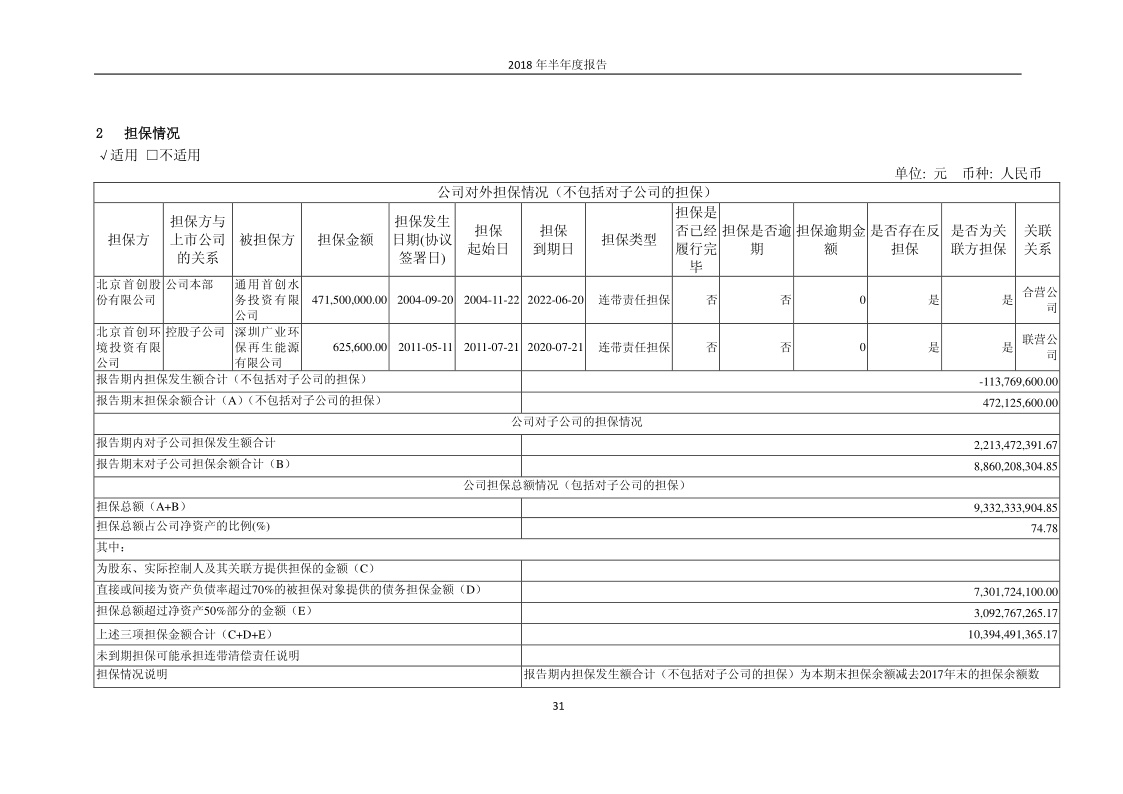 2018 年半年度报告
2 担保情况
√适用 □不适用
单位: 元 币种: 人民币
公司对外担保情况（不包括对子公司的担保）
担保方 担保方与上市公司的关系 被担保方 担保金额 担保发生日期(协议签署日) 担保起始日 担保到期日 担保类型 担保是否已经履行完毕 担保是否逾期 担保逾期金额 是否存在反担保 是否为关联方担保 关联关系
北京首创股份有限公司 公司本部 通用首创水务投资有限公司 471,500,000.00 2004-09-20 2004-11-22 2022-06-20 连带责任担保 否 否 0 是 是 合营公司
北京首创环境投资有限公司 控股子公司 深圳广业环保再生能源有限公司 625,600.00 2011-05-11 2011-07-21 2020-07-21 连带责任担保 否 否 0 是 是 联营公司
报告期内担保发生额合计（不包括对子公司的担保） -113,769,600.00
报告期末担保余额合计（A）（不包括对子公司的担保） 472,125,600.00
公司对子公司的担保情况
报告期内对子公司担保发生额合计 2,213,472,391.67
报告期末对子公司担保余额合计（B） 8,860,208,304.85
公司担保总额情况（包括对子公司的担保）
担保总额（A+B） 9,332,333,904.85
担保总额占公司净资产的比例(%) 74.78
其中:
为股东、实际控制人及其关联方提供担保的金额（C）
直接或间接为资产负债率超过70%的被担保对象提供的债务担保金额（D） 7,301,724,100.00
担保总额超过净资产50%部分的金额（E） 3,092,767,265.17
上述三项担保金额合计（C+D+E） 10,394,491,365.17
未到期担保可能承担连带清偿责任说明
担保情况说明 报告期内担保发生额合计（不包括对子公司的担保）为本期末担保余额减去2017年末的担保余额数
31